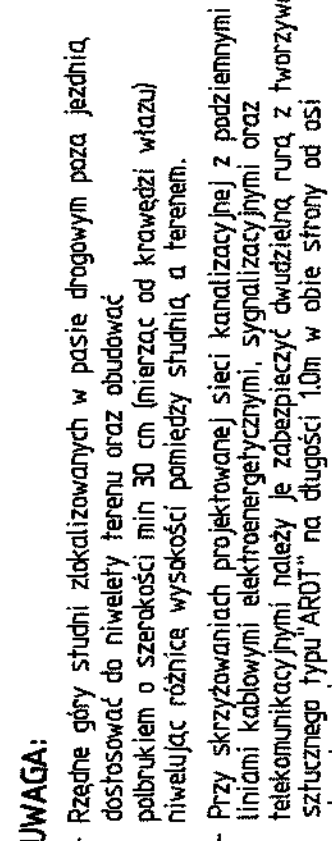 UWAGA:
- Rzędne góry studni zlokalizowanych w pasie drogowym poza jezdnią
dostosować do niwelety terenu oraz obudować
polbrukiem o szerokości min 30 cm (mierząc od krawędzi włazu)
niwelując różnicę wysokości pomiędzy studnią a terenem.
- Przy skrzyżowaniach projektowanej sieci kanalizacyjnej z podziemnymi
liniami kablowymi elektroenergetycznymi, sygnalizacyjnymi oraz
telekomunikacyjnymi należy je zabezpieczyć dwudzielną rurą z tworzywa
sztucznego typu "AROT" na długości 1.0m w obie strony od osi